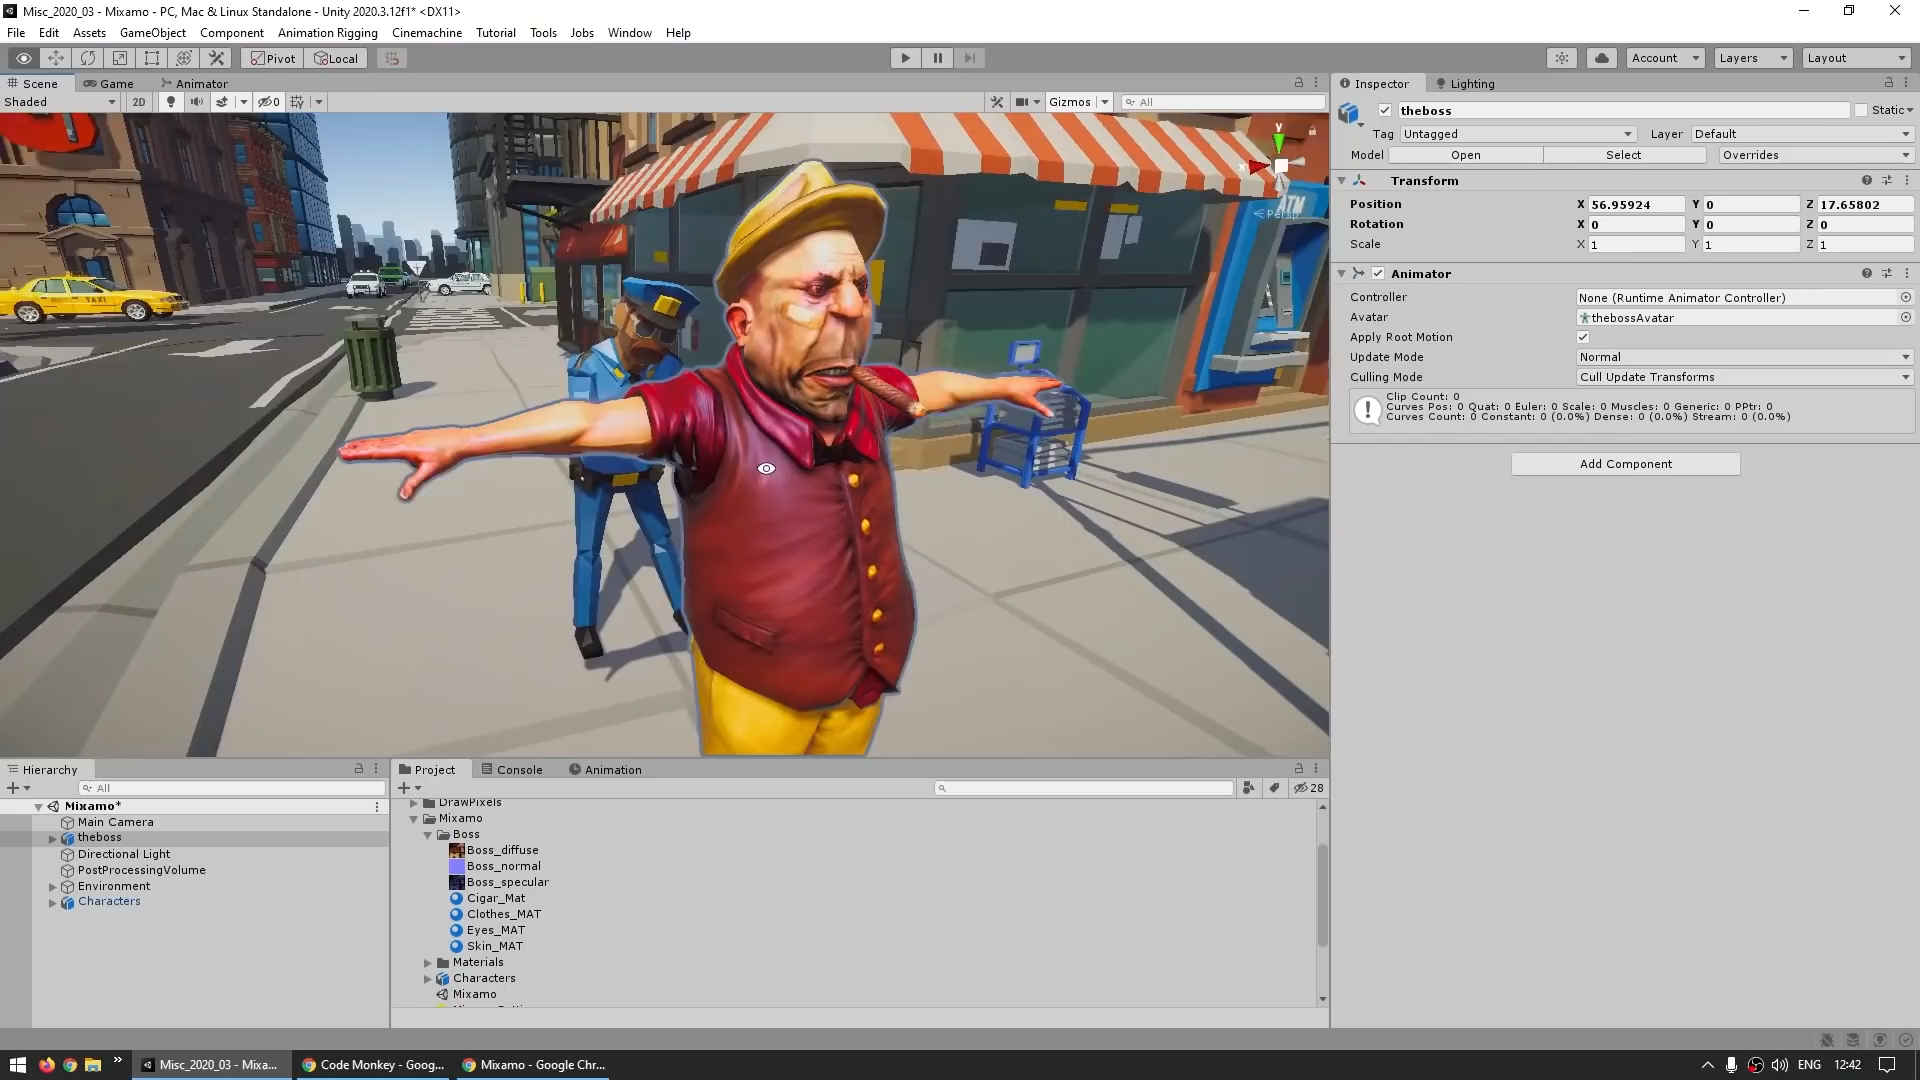 Misc_2020_03 - Mixamo - PC, Mac & Linux Standalone - Unity 2020.3.12f1* <DX11>
File Edit Assets GameObject Component Animation Rigging Cinemachine Tutorial Tools Jobs Window Help
Pivot Local Account Layers Layout
Scene Game Animator
Shaded 2D 0 Gizmos All
TAXI
ATM
y
x
Persp
Inspector Lighting
theboss Static
Tag Untagged Layer Default
Model Open Select Overrides
Transform
Position X 56.95924 Y 0 Z 17.65802
Rotation X 0 Y 0 Z 0
Scale X 1 Y 1 Z 1
Animator
Controller None (Runtime Animator Controller)
Avatar thebossAvatar
Apply Root Motion
Update Mode Normal
Culling Mode Cull Update Transforms
Clip Count: 0
Curves Pos: 0 Quat: 0 Euler: 0 Scale: 0 Muscles: 0 Generic: 0 PPtr: 0
Curves Count: 0 Constant: 0 (0.0%) Dense: 0 (0.0%) Stream: 0 (0.0%)
Add Component
Hierarchy
All
Mixamo*
Main Camera
theboss
Directional Light
PostProcessingVolume
Environment
Characters
Project Console Animation
28
DrawPixels
Mixamo
Boss
Boss_diffuse
Boss_normal
Boss_specular
Cigar_Mat
Clothes_MAT
Eyes_MAT
Skin_MAT
Materials
Characters
Mixamo
Misc_2020_03 - Mixa... Code Monkey - Goog... Mixamo - Google Chr... ENG 12:42